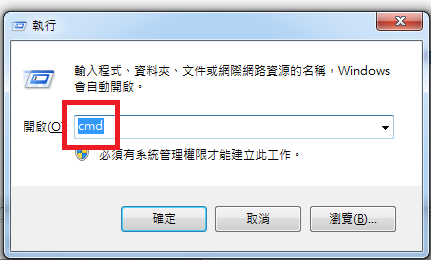 執行
輸入程式、資料夾、文件或網際網路資源的名稱，Windows
會自動開啟。
開啟(O)
cmd
必須有系統管理權限才能建立此工作。
確定
取消
瀏覽(B)...